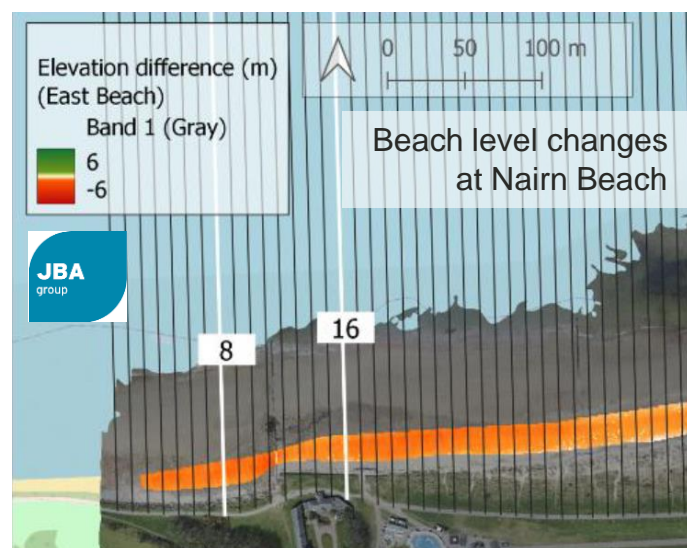 Elevation difference (m)
(East Beach)
Band 1 (Gray)
6
-6
0 50 100 m
Beach level changes
at Nairn Beach
JBA
group
8
16